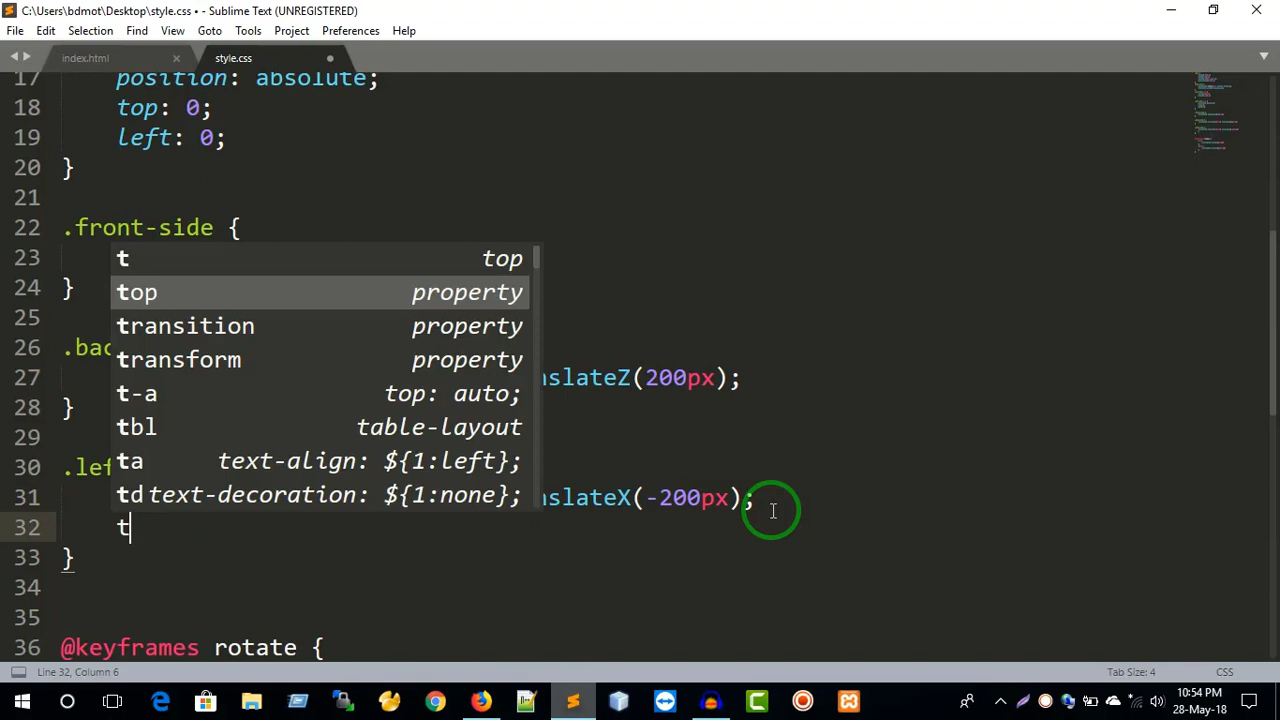 C:\Users\bdmot\Desktop\style.css • - Sublime Text (UNREGISTERED)
File Edit Selection Find View Goto Tools Project Preferences Help
index.html style.css
17 position: absolute;
18 top: 0;
19 left: 0;
20 }
21
22 .front-side {
t top
23
top property
24 }
25
transition property
26 .bac
transform property
27 nslateZ(200px);
t-a top: auto;
28 }
tbl table-layout
29
ta text-align: ${1:left};
30 .lef
td text-decoration: ${1:none};
31 nslateX(-200px);
32 t
33 }
34
35
36 @keyframes rotate {
Line 32, Column 6 Tab Size: 4 CSS
10:54 PM
28-May-18